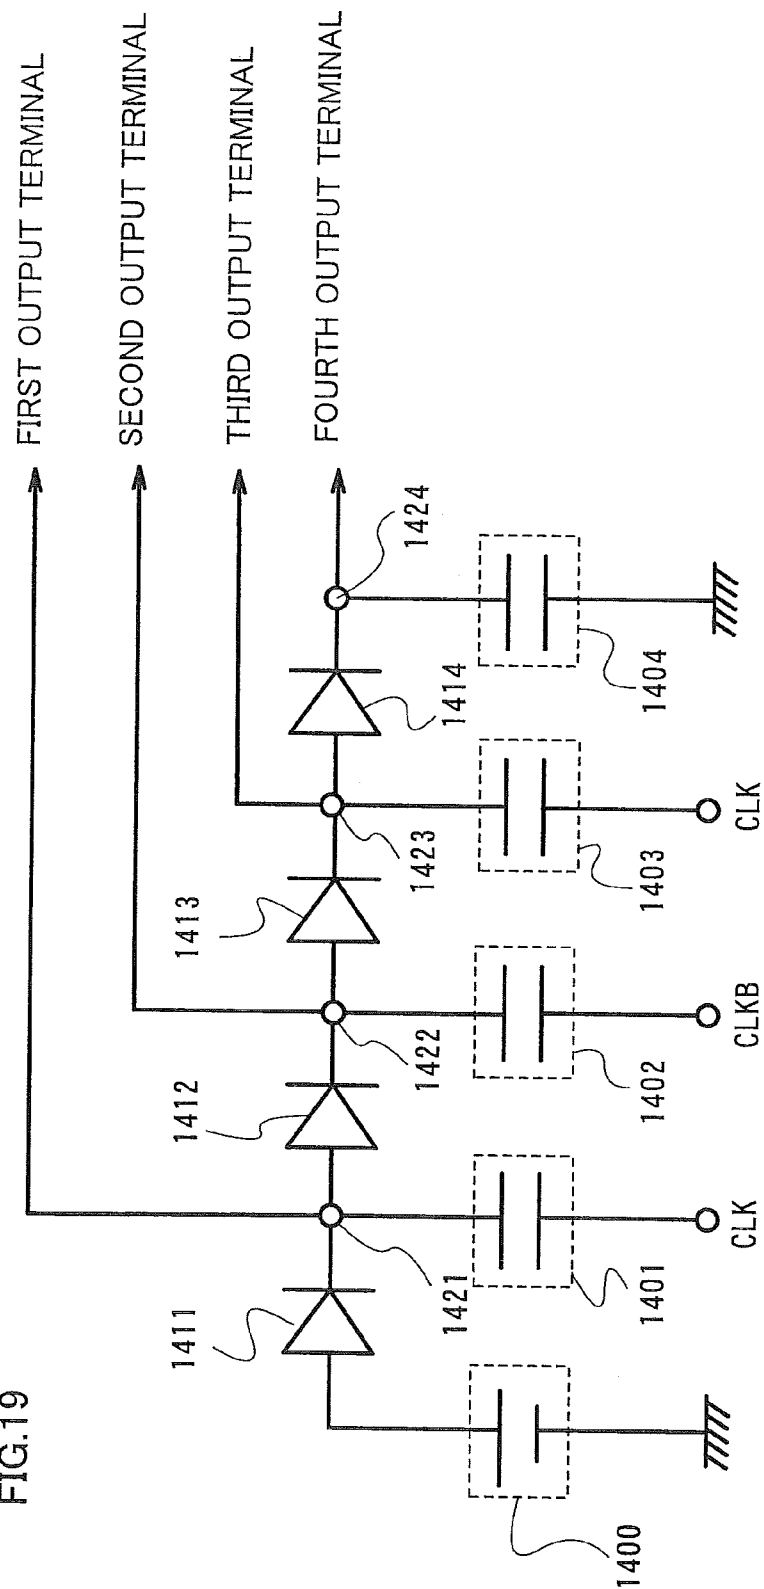 FIG.19
FIRST OUTPUT TERMINAL
SECOND OUTPUT TERMINAL
THIRD OUTPUT TERMINAL
FOURTH OUTPUT TERMINAL
1411
1412
1413
1414
1421
1422
1423
1424
1400
1401
1402
1403
1404
CLK
CLKB
CLK